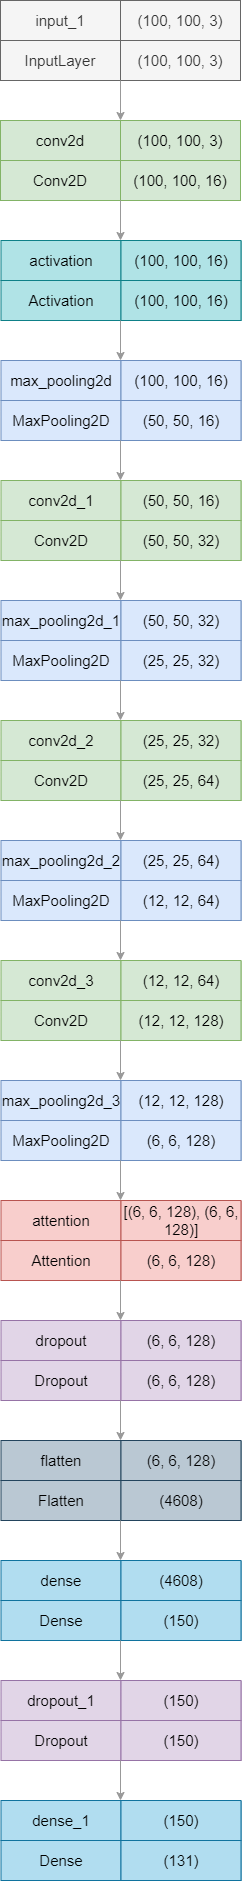 input_1 (100, 100, 3)
InputLayer (100, 100, 3)
conv2d (100, 100, 3)
Conv2D (100, 100, 16)
activation (100, 100, 16)
Activation (100, 100, 16)
max_pooling2d (100, 100, 16)
MaxPooling2D (50, 50, 16)
conv2d_1 (50, 50, 16)
Conv2D (50, 50, 32)
max_pooling2d_1 (50, 50, 32)
MaxPooling2D (25, 25, 32)
conv2d_2 (25, 25, 32)
Conv2D (25, 25, 64)
max_pooling2d_2 (25, 25, 64)
MaxPooling2D (12, 12, 64)
conv2d_3 (12, 12, 64)
Conv2D (12, 12, 128)
max_pooling2d_3 (12, 12, 128)
MaxPooling2D (6, 6, 128)
attention [(6, 6, 128), (6, 6,
128)]
Attention (6, 6, 128)
dropout (6, 6, 128)
Dropout (6, 6, 128)
flatten (6, 6, 128)
Flatten (4608)
dense (4608)
Dense (150)
dropout_1 (150)
Dropout (150)
dense_1 (150)
Dense (131)